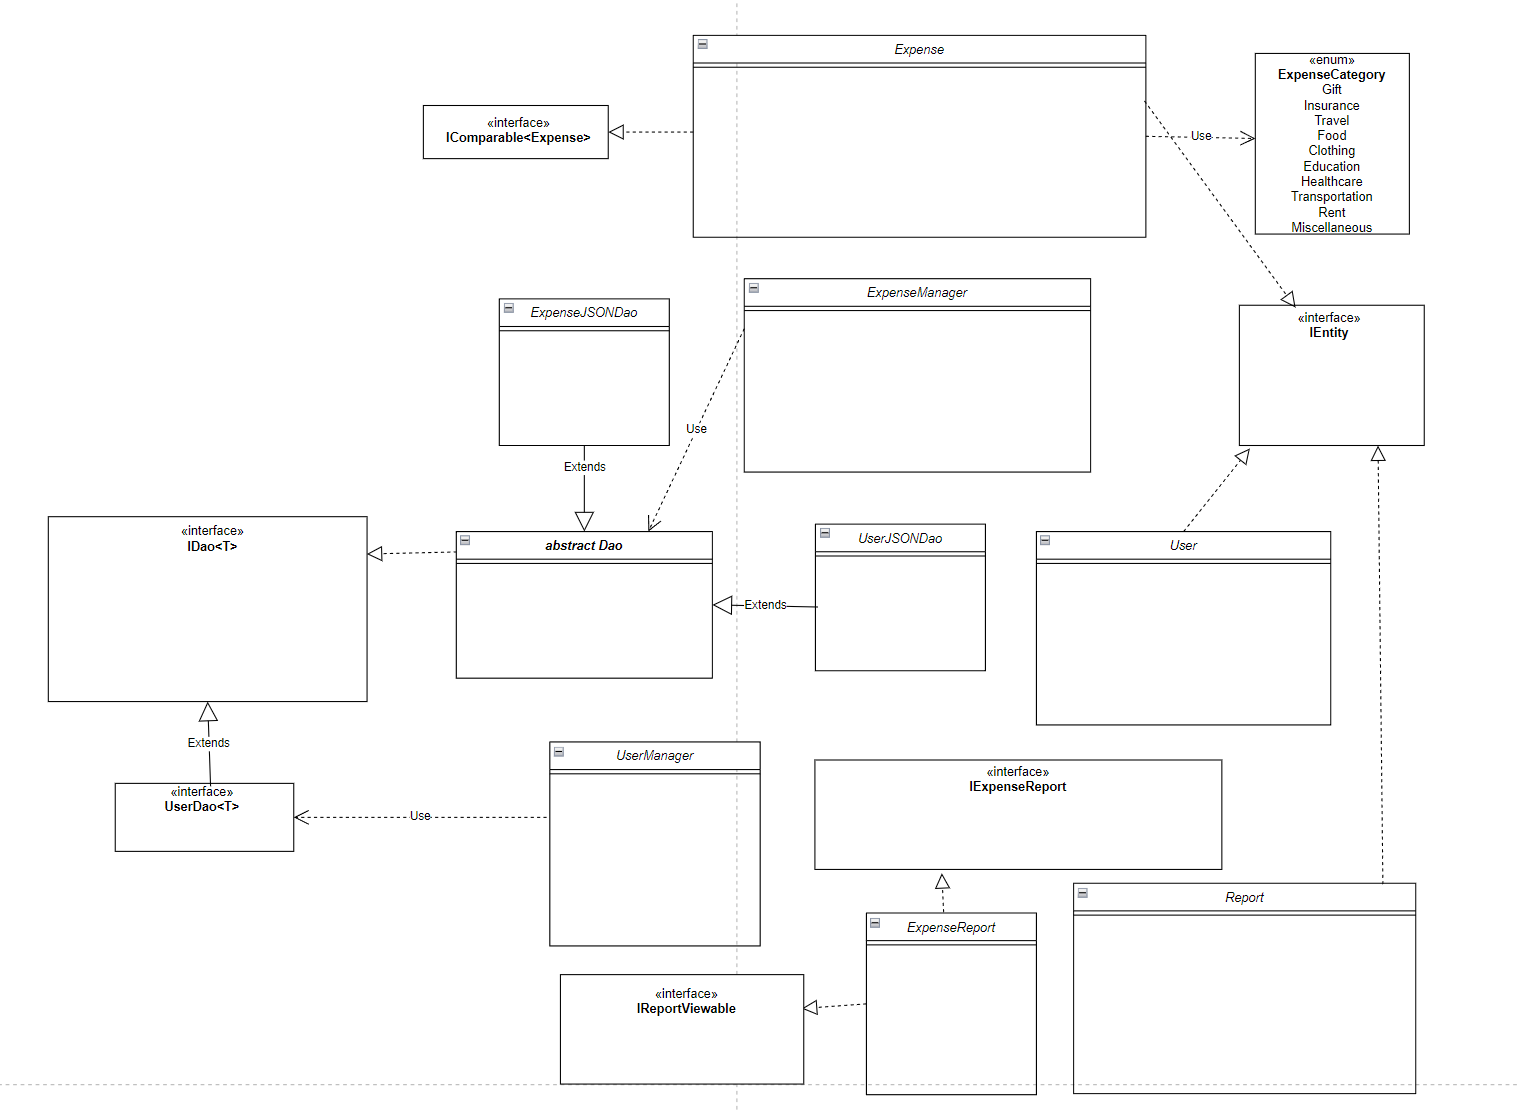 Expense
«enum»
ExpenseCategory
Gift
Insurance
Travel
Food
Clothing
Education
Healthcare
Transportation
Rent
Miscellaneous
«interface»
IComparable<Expense>
Use
ExpenseManager
ExpenseJSONDao
«interface»
IEntity
Use
Extends
«interface»
IDao<T>
abstract Dao
UserJSONDao
User
Extends
Extends
UserManager
«interface»
IExpenseReport
«interface»
UserDao<T>
Use
Report
ExpenseReport
«interface»
IReportViewable